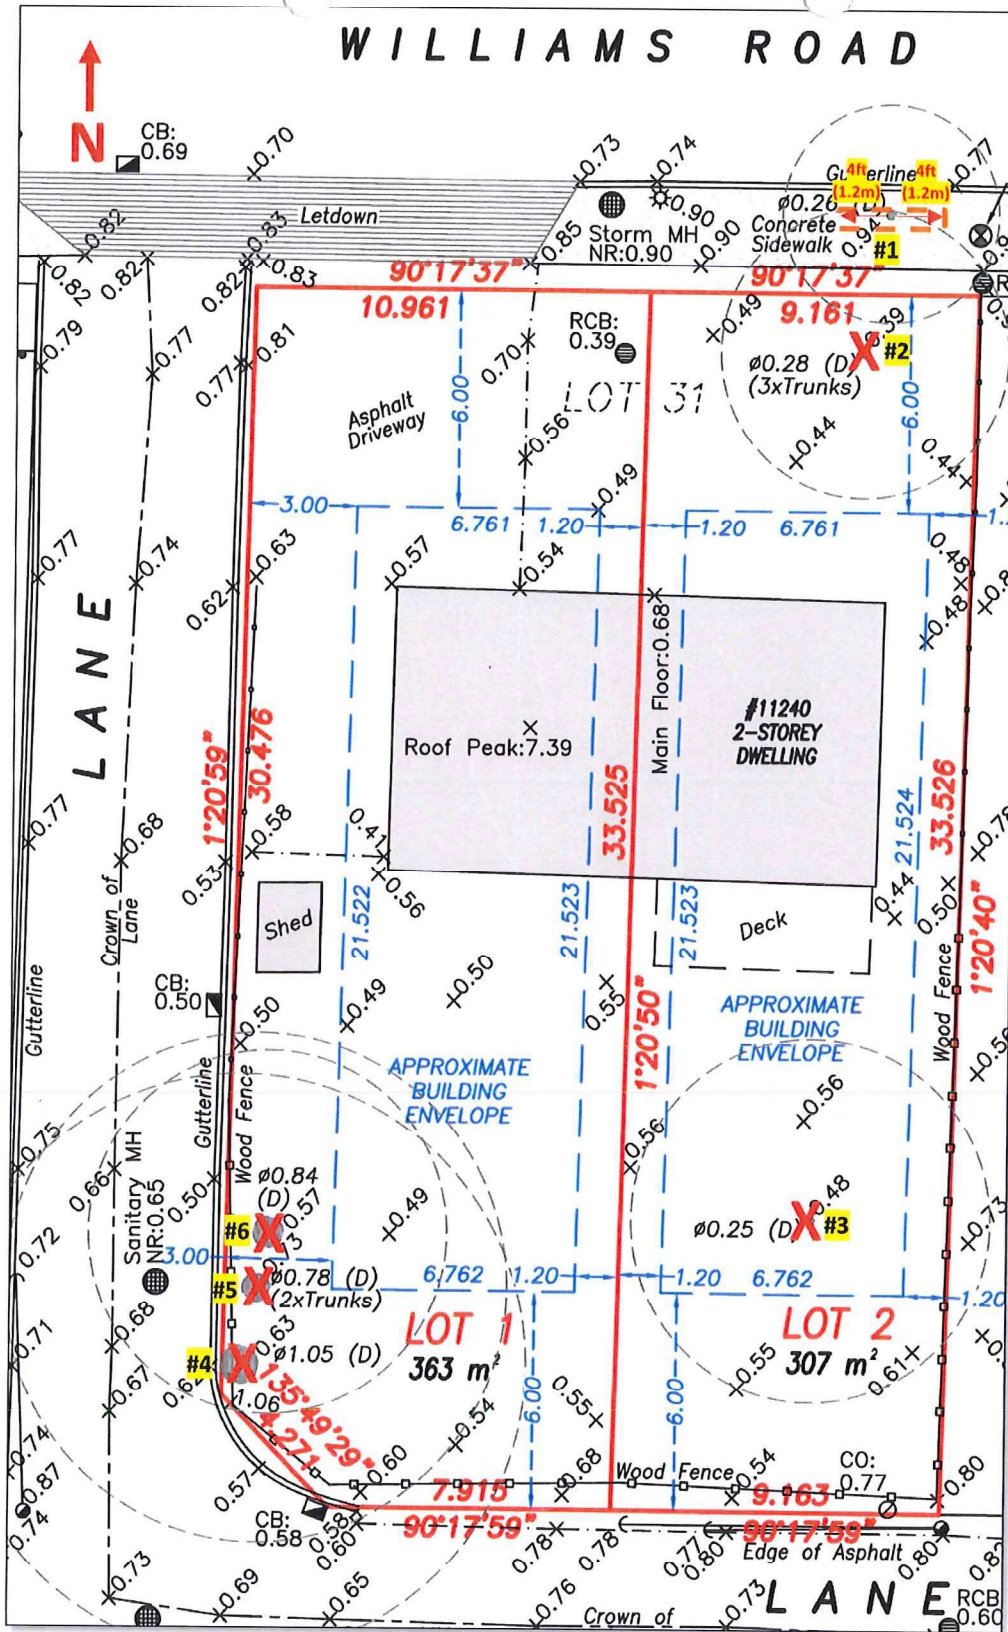 WILLIAMS ROAD
N
CB:
0.69
0.70
0.73
0.74
0.77
Gutterline
4ft
(1.2m)
4ft
(1.2m)
Letdown
0.90
Storm MH
NR:0.90
Concrete
Sidewalk
0.94
#1
0.82
0.82
0.82
0.83
0.82
0.83
0.85
0.90
90°17'37"
10.961
90°17'37"
9.161
0.79
0.77
0.77
0.81
0.70
RCB:
0.39
0.49
#2
ø0.28 (D)
(3xTrunks)
LOT 31
Asphalt
Driveway
6.00
6.00
0.56
0.44
0.44
3.00
6.761
1.20
0.49
1.20
6.761
0.77
0.74
0.62
0.63
0.57
0.54
0.48
0.48
LANE
Main Floor:0.68
#11240
2-STOREY
DWELLING
Roof Peak:7.39
1°20'59"
30.476
33.525
21.524
33.526
0.77
0.68
0.53
0.58
0.41
0.56
0.78
0.44
0.50
Crown of
Lane
Shed
21.522
21.523
21.523
Deck
1°20'40"
Gutterline
CB:
0.50
0.50
0.49
0.50
0.55
1°20'50"
APPROXIMATE
BUILDING
ENVELOPE
Wood Fence
APPROXIMATE
BUILDING
ENVELOPE
Gutterline
Wood Fence
0.56
0.56
0.75
0.66
Sanitary MH
NR:0.65
0.50
ø0.84
(D)
0.57
0.49
#6
ø0.25 (D)
0.48
#3
0.73
0.72
3.00
#5
ø0.78 (D)
(2xTrunks)
6.762
1.20
1.20
6.762
1.20
0.71
0.68
0.63
#4
ø1.05 (D)
LOT 1
363 m²
LOT 2
307 m²
0.67
1.06
135°49'29"
4.271
6.00
6.00
0.55
0.61
0.54
0.55
0.74
0.87
0.74
0.57
0.60
0.68
Wood Fence
0.54
CO:
0.77
0.80
7.915
90°17'59"
9.163
90°17'59"
CB:
0.58
0.58
0.60
0.78
0.78
0.77
0.80
Edge of Asphalt
0.80
0.73
0.69
0.65
0.76
Crown of
0.73
LANE
RCB
0.60